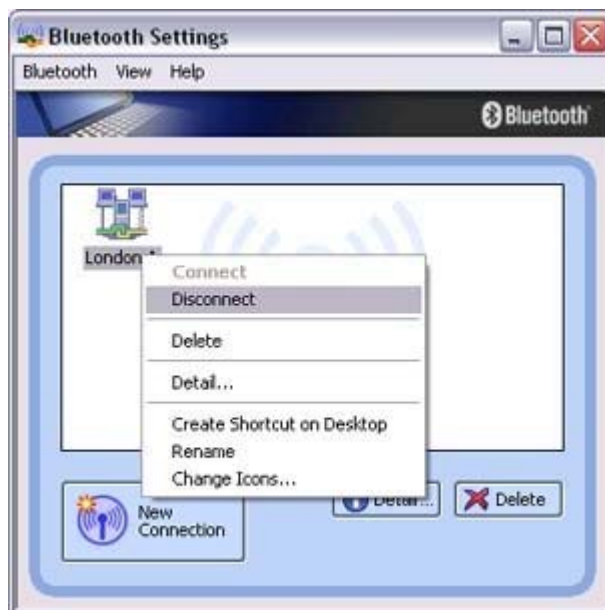 Bluetooth Settings
Bluetooth View Help
Bluetooth
London
Connect
Disconnect
Delete
Detail...
Create Shortcut on Desktop
Rename
Change Icons...
New
Connection
Detail...
Delete